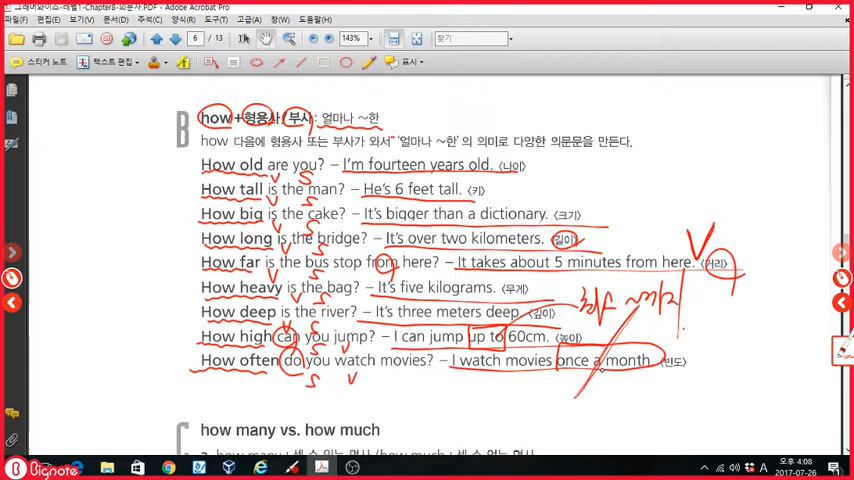 그래머와이즈-레벨1-Chapter8-의문사.PDF - Adobe Acrobat Pro
파일(F) 편집(E) 보기(V) 문서(D) 주석(C) 양식(R) 도구(T) 고급(A) 창(W) 도움말(H)
6 / 13 143% 찾기
스티커 노트 텍스트 편집 표시
B how+형용사/부사: 얼마나 ~한
how 다음에 형용사 또는 부사가 와서 '얼마나 ~한'의 의미로 다양한 의문문을 만든다.
How old are you? – I'm fourteen years old. <나이>
V S
How tall is the man? – He's 6 feet tall. <키>
V S
How big is the cake? – It's bigger than a dictionary. <크기>
V S
How long is the bridge? – It's over two kilometers. <길이>
V S
How far is the bus stop from here? – It takes about 5 minutes from here. <거리>
V S
How heavy is the bag? – It's five kilograms. <무게>
V S
How deep is the river? – It's three meters deep. <깊이>
V S
How high can you jump? – I can jump up to 60cm. <높이>
S V
How often do you watch movies? – I watch movies once a month. <빈도>
S V
how many vs. how much
Bignote
A 오후 4:08
2017-07-26
Bignote